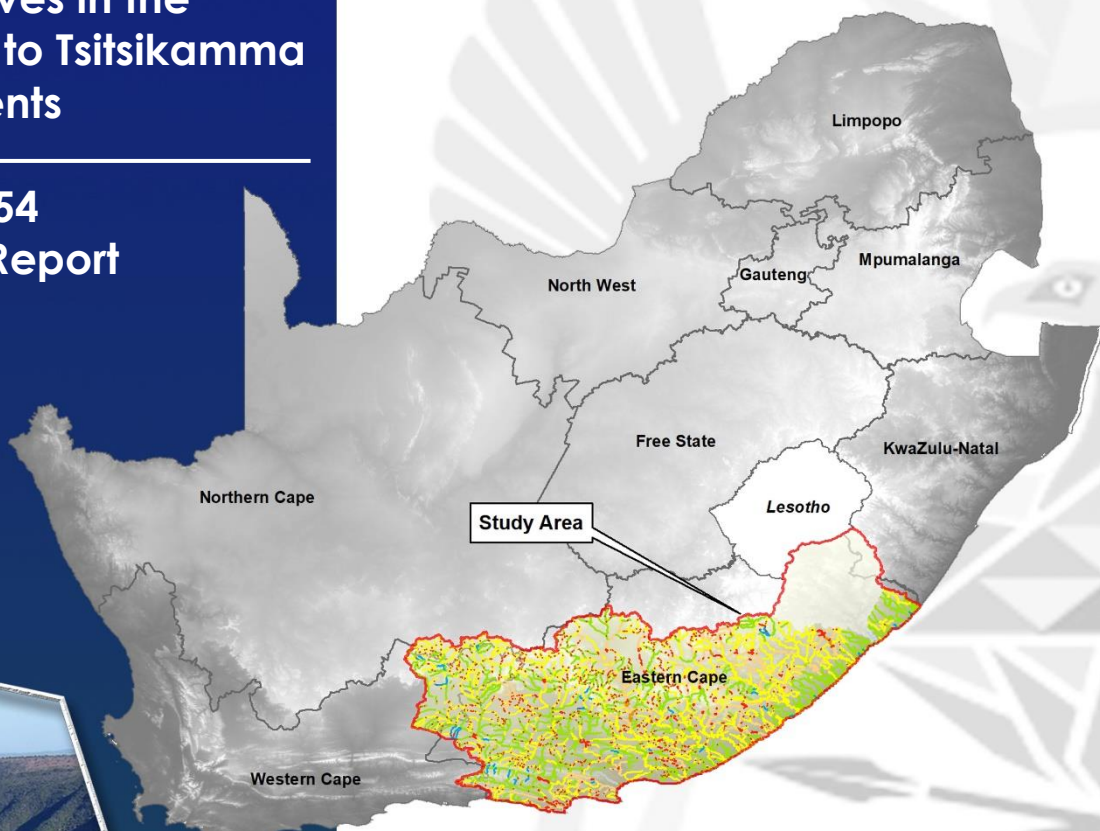 ves in the
to Tsitsikamma
ents
54
Report
Limpopo
Mpumalanga
Gauteng
North West
Free State
KwaZulu-Natal
Northern Cape
Lesotho
Study Area
Eastern Cape
Western Cape